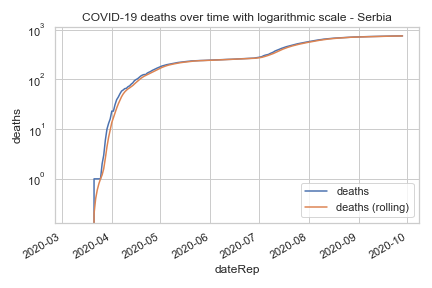 COVID-19 deaths over time with logarithmic scale - Serbia
10³
10²
10¹
10⁰
deaths
deaths
deaths (rolling)
2020-03
2020-04
2020-05
2020-06
2020-07
2020-08
2020-09
2020-10
dateRep